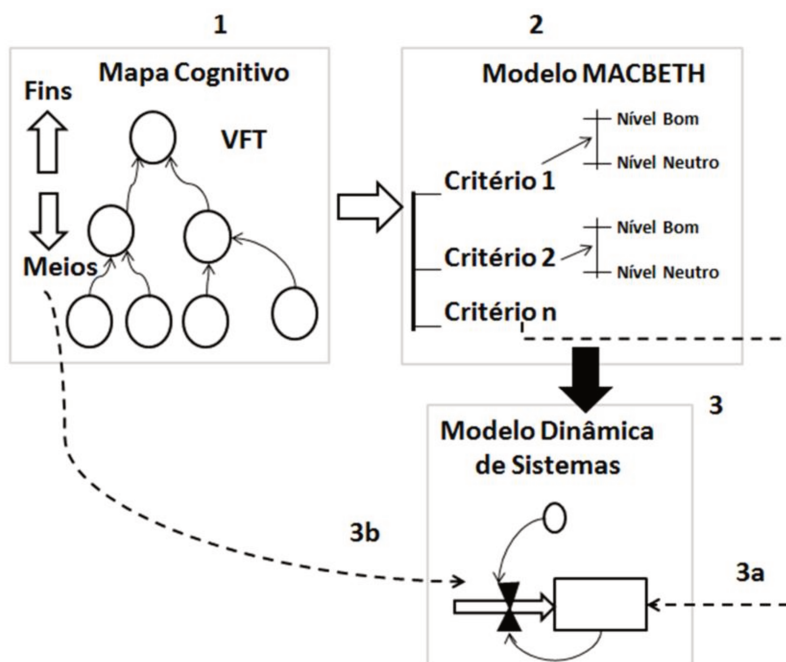 1
Mapa Cognitivo
Fins
VFT
Meios
2
Modelo MACBETH
Nível Bom
Nível Neutro
Critério 1
Nível Bom
Critério 2
Nível Neutro
Critério n
3
Modelo Dinâmica
de Sistemas
3b
3a